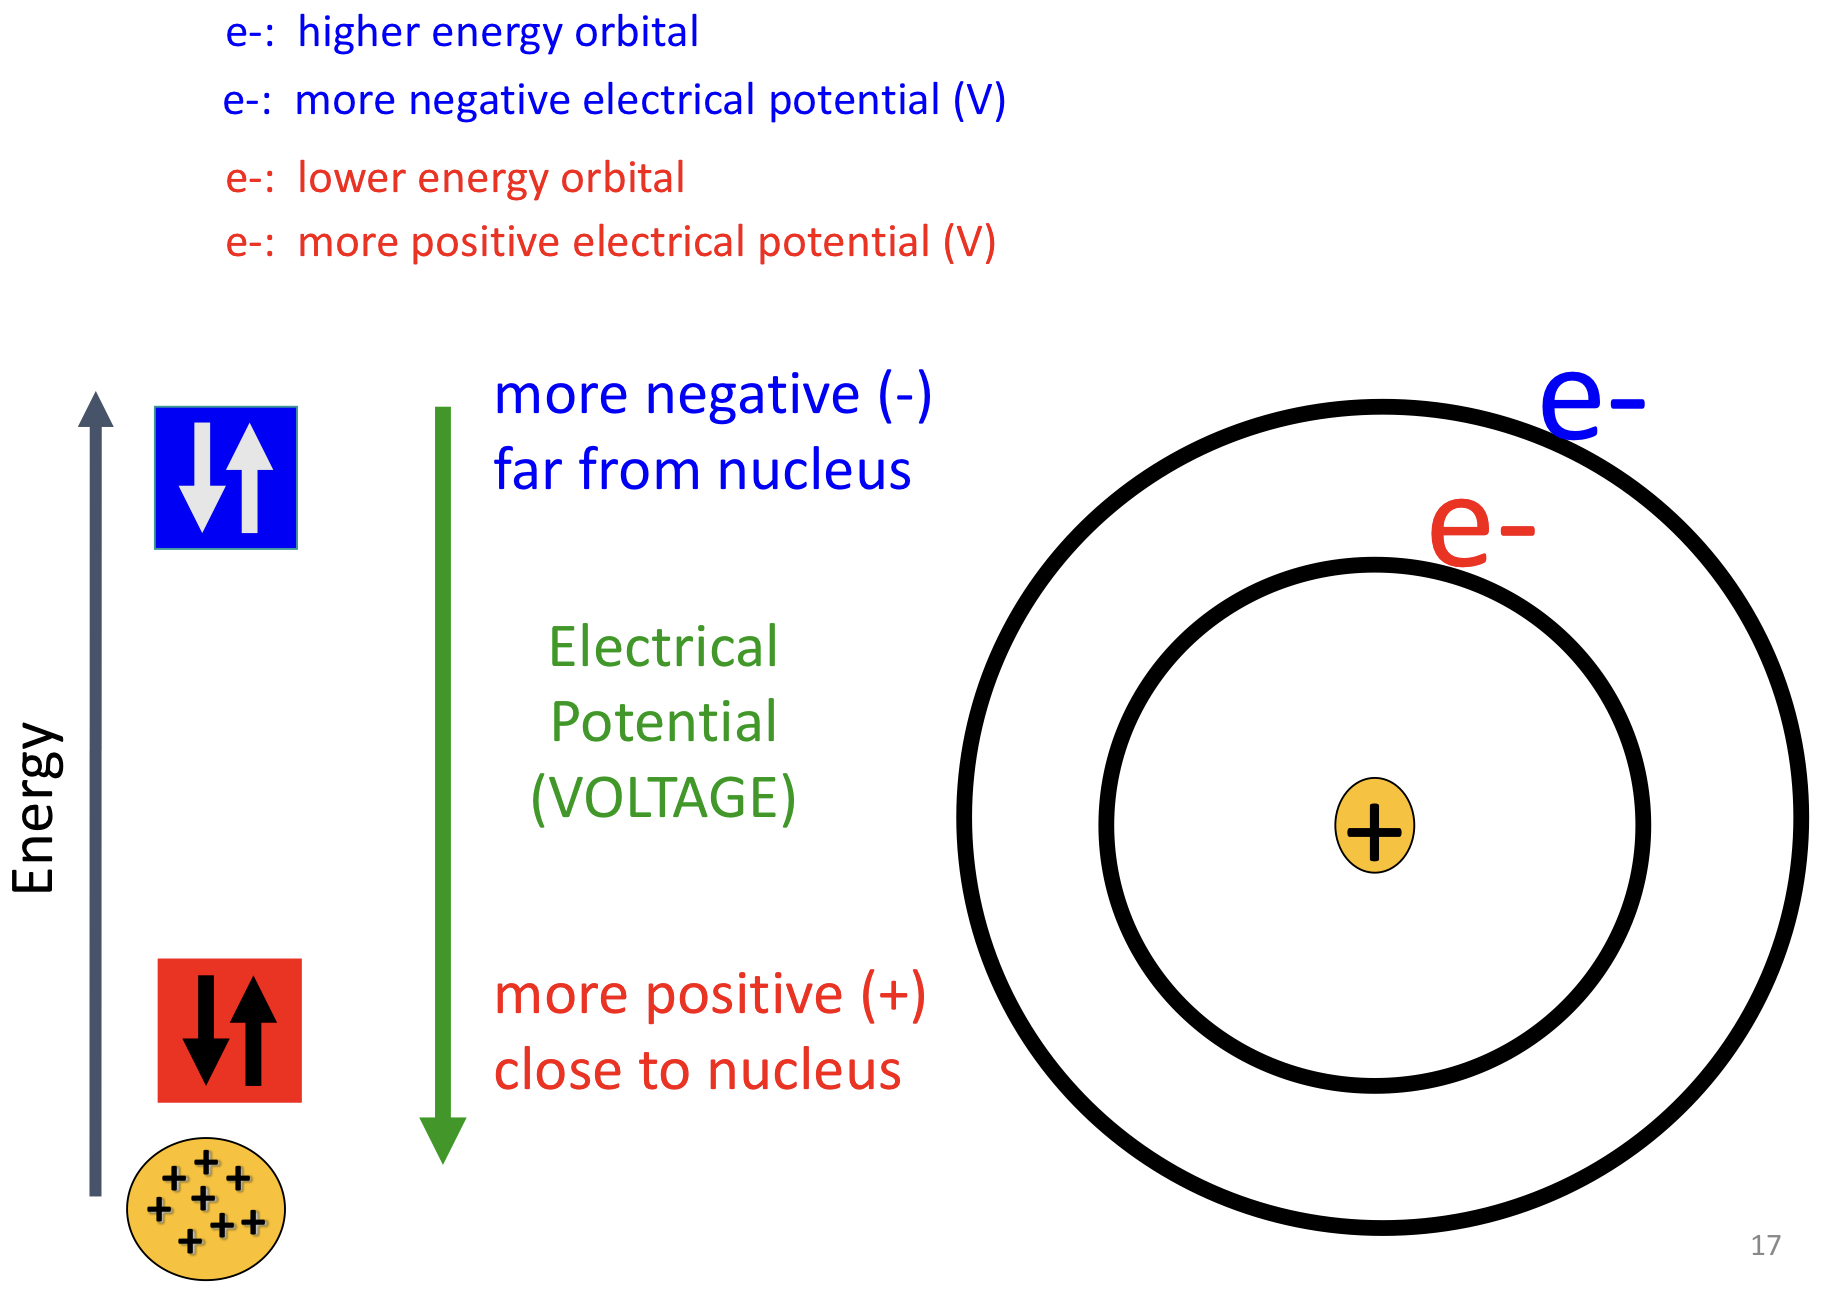 e-: higher energy orbital
e-: more negative electrical potential (V)
e-: lower energy orbital
e-: more positive electrical potential (V)
more negative (-)
far from nucleus
Electrical
Potential
(VOLTAGE)
Energy
more positive (+)
close to nucleus
e-
e-
+
+ + + + + + + + +
17